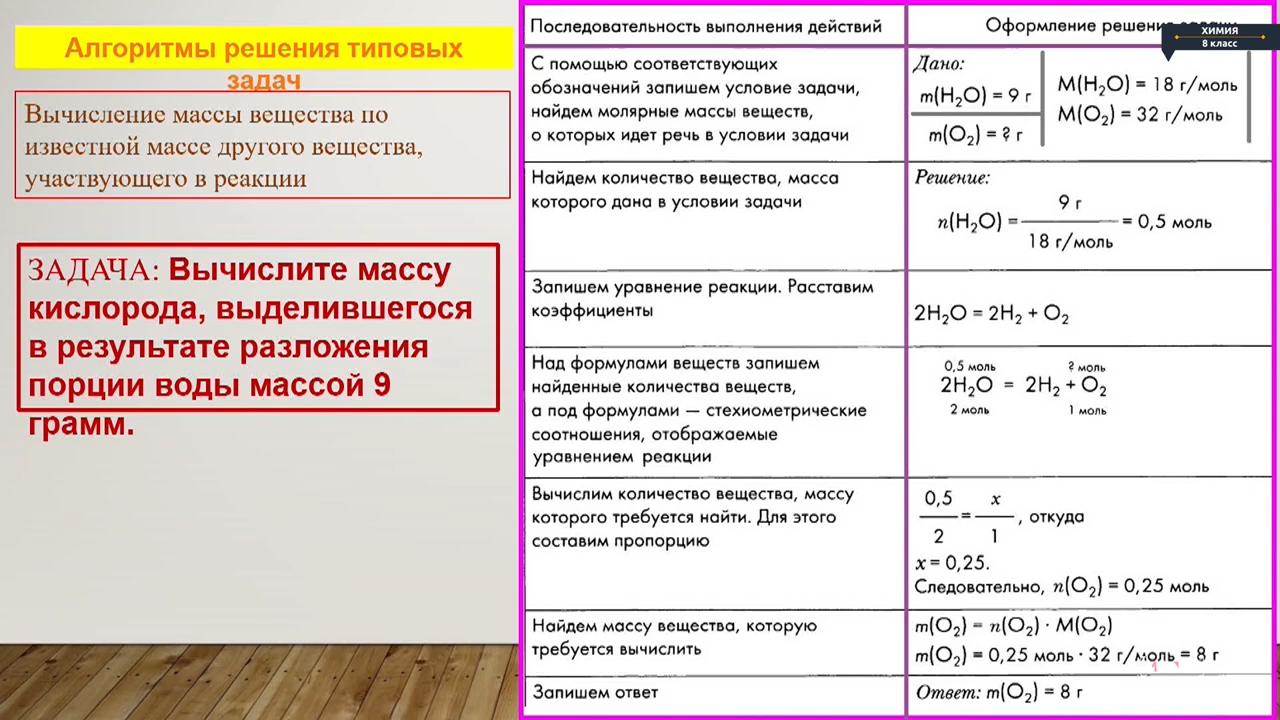 Алгоритмы решения типовых
задач
Вычисление массы вещества по
известной массе другого вещества,
участвующего в реакции
ЗАДАЧА: Вычислите массу
кислорода, выделившегося
в результате разложения
порции воды массой 9
грамм.
Последовательность выполнения действий
Оформление решения
ХИМИЯ
8 класс
С помощью соответствующих
обозначений запишем условие задачи,
найдем молярные массы веществ,
о которых идет речь в условии задачи
Дано:
m(H₂O) = 9 г
m(O₂) = ? г
M(H₂O) = 18 г/моль
M(O₂) = 32 г/моль
Найдем количество вещества, масса
которого дана в условии задачи
Решение:
9 г
n(H₂O) = = 0,5 моль
18 г/моль
Запишем уравнение реакции. Расставим
коэффициенты
2H₂O = 2H₂ + O₂
Над формулами веществ запишем
найденные количества веществ,
а под формулами — стехиометрические
соотношения, отображаемые
уравнением реакции
0,5 моль ? моль
2H₂O = 2H₂ + O₂
2 моль 1 моль
Вычислим количество вещества, массу
которого требуется найти. Для этого
составим пропорцию
0,5 x
= , откуда
2 1
x = 0,25.
Следовательно, n(O₂) = 0,25 моль
Найдем массу вещества, которую
требуется вычислить
m(O₂) = n(O₂) · M(O₂)
m(O₂) = 0,25 моль · 32 г/моль = 8 г
Запишем ответ
Ответ: m(O₂) = 8 г